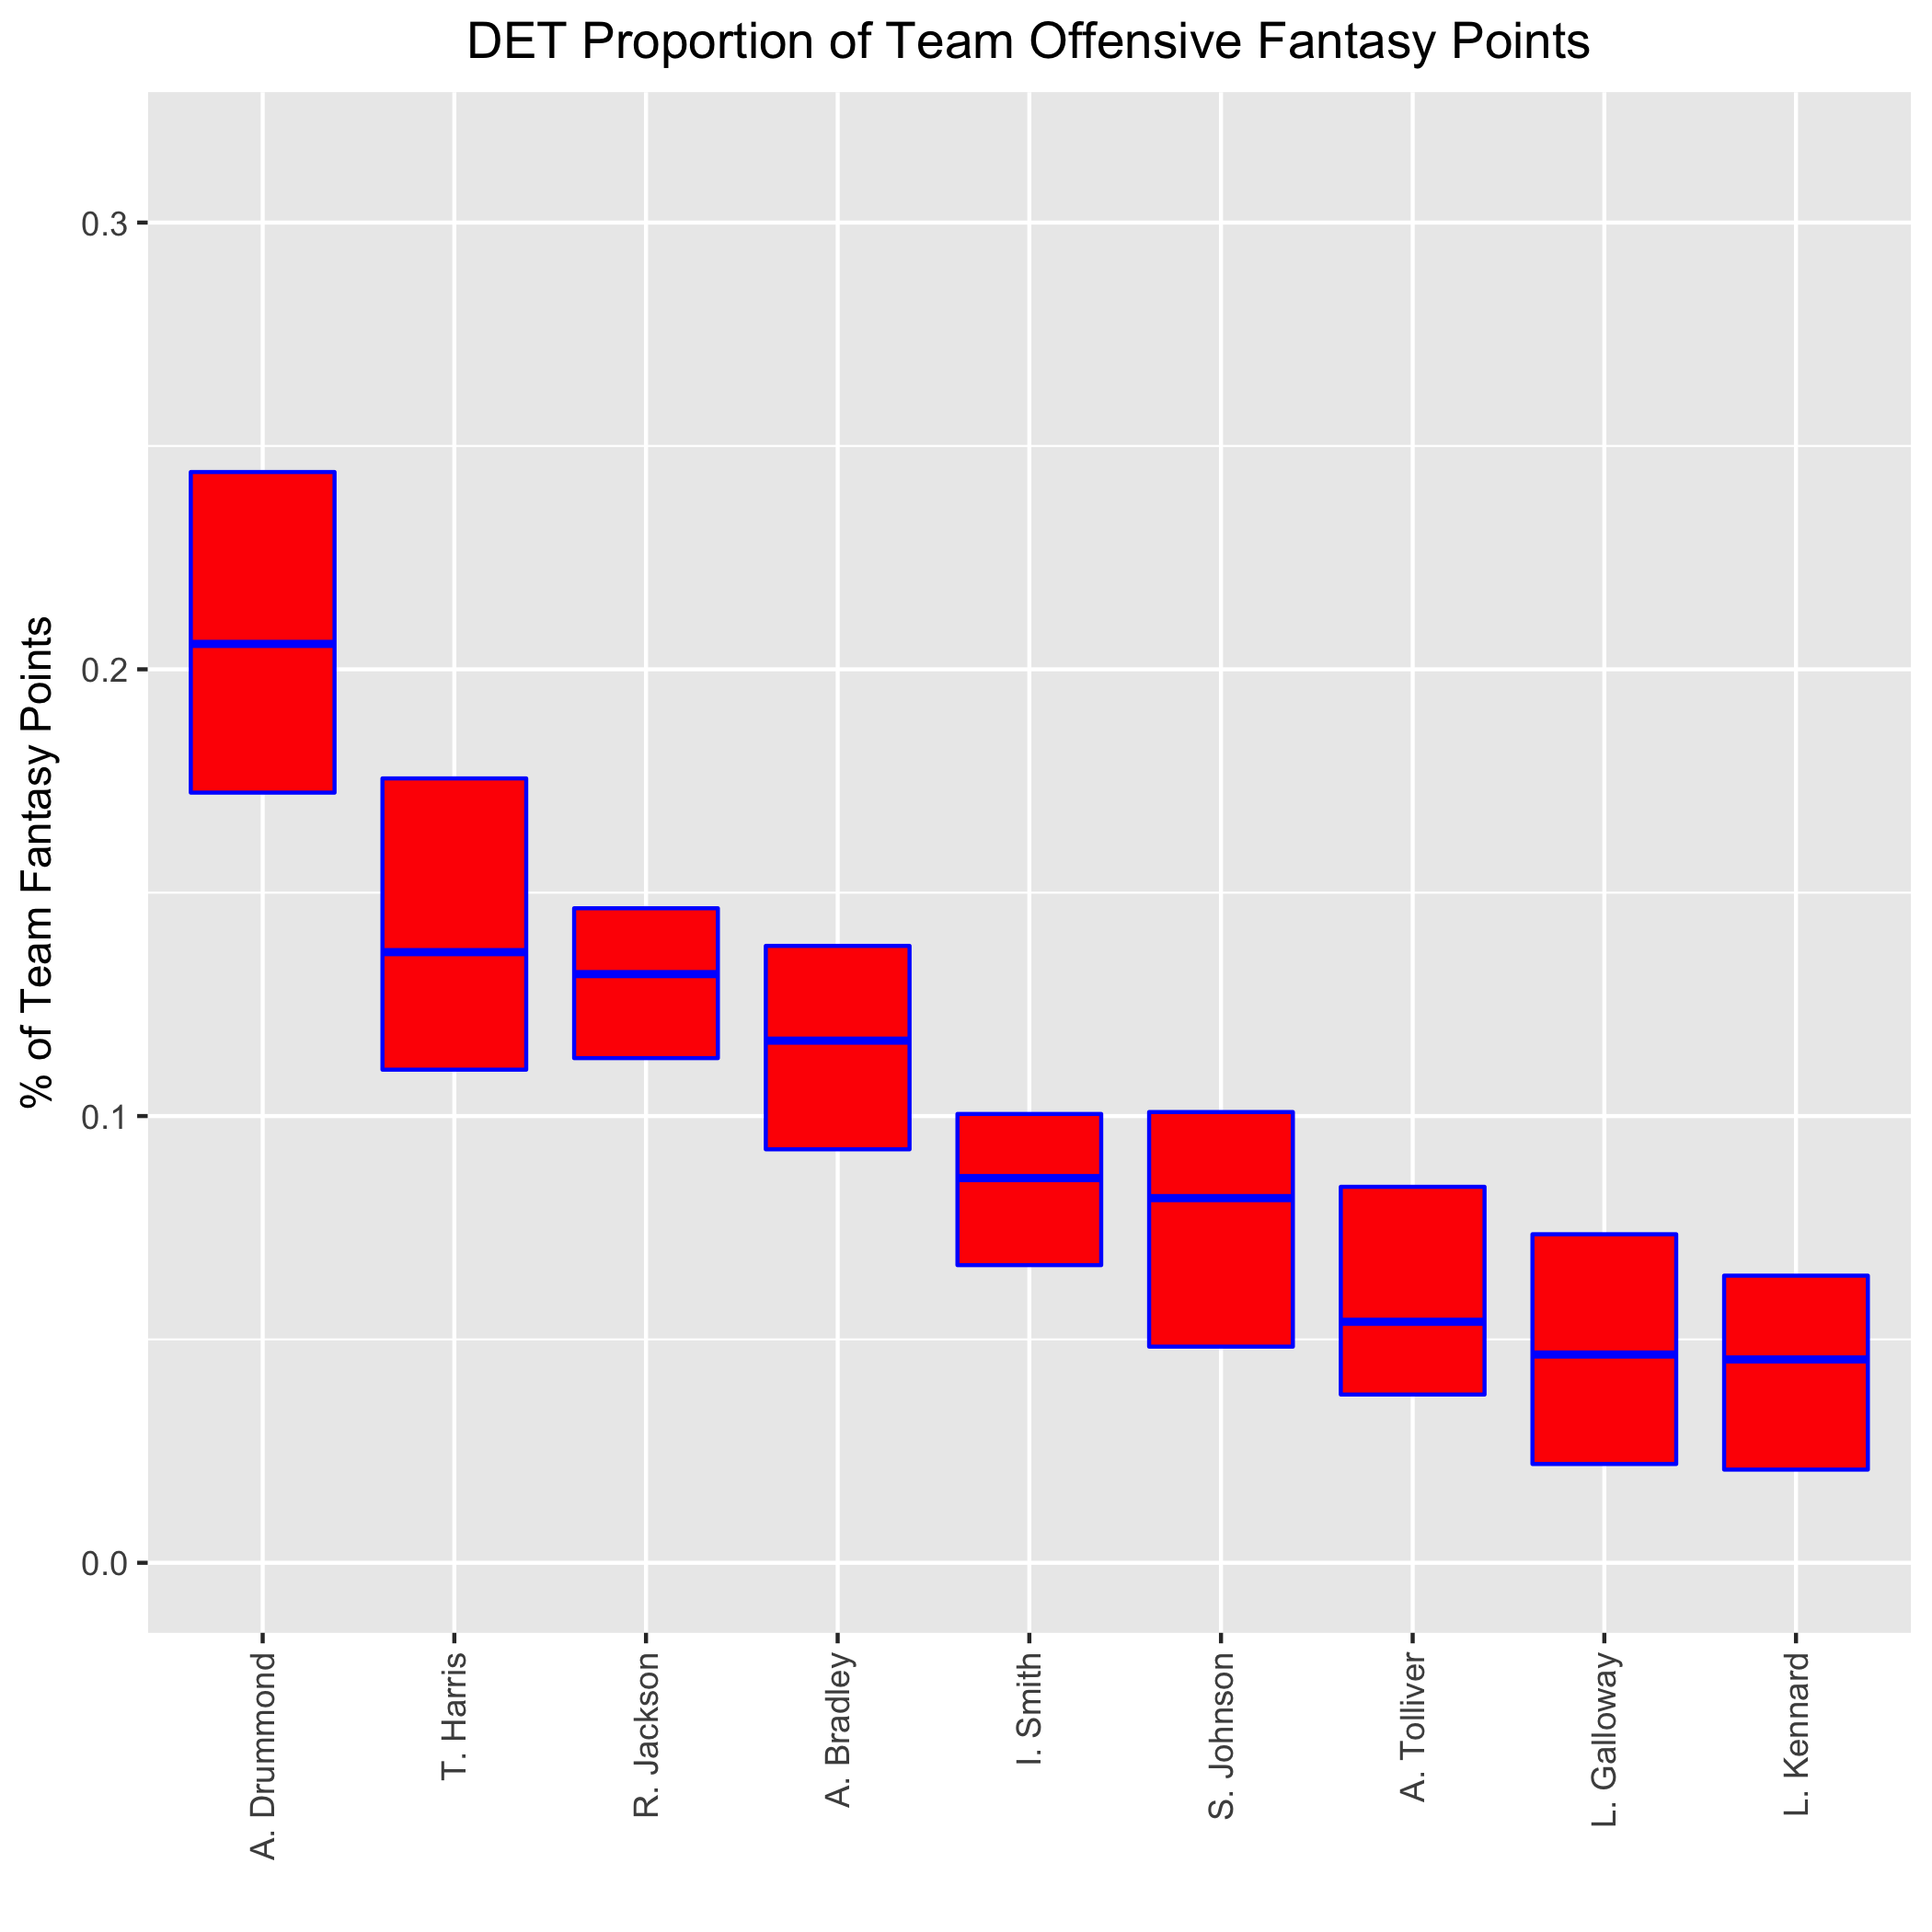 DET Proportion of Team Offensive Fantasy Points
% of Team Fantasy Points
0.3
0.2
0.1
0.0
A. Drummond
T. Harris
R. Jackson
A. Bradley
I. Smith
S. Johnson
A. Tolliver
L. Galloway
L. Kennard